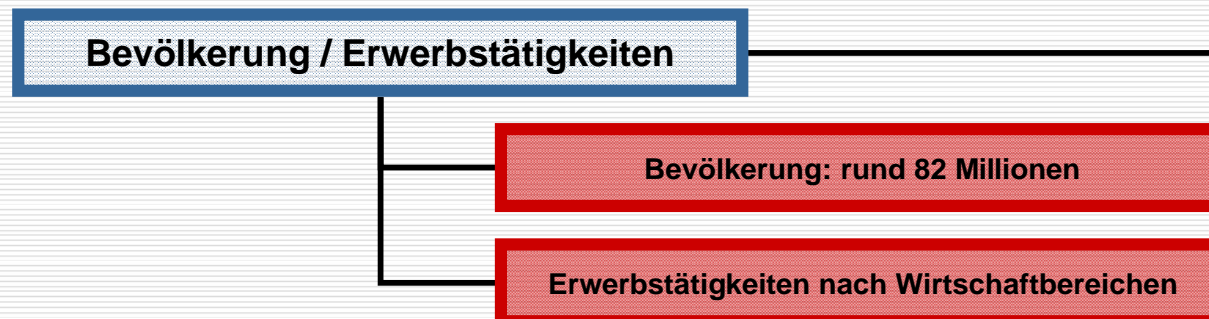 Bevölkerung / Erwerbstätigkeiten
Bevölkerung: rund 82 Millionen
Erwerbstätigkeiten nach Wirtschaftbereichen